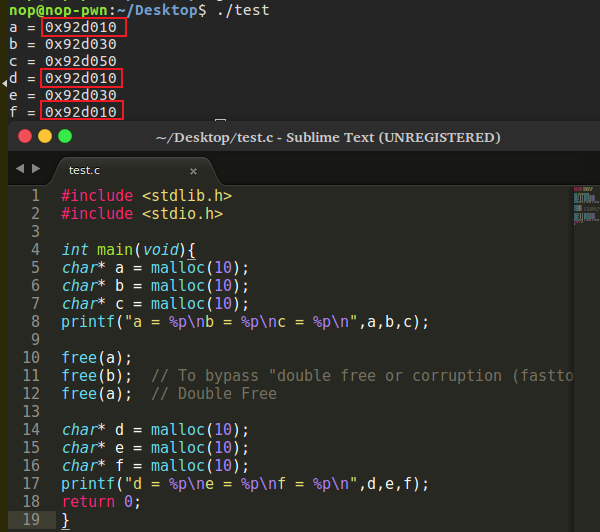 nop@nop-pwn:~/Desktop$ ./test
a = 0x92d010
b = 0x92d030
c = 0x92d050
d = 0x92d010
e = 0x92d030
f = 0x92d010
~/Desktop/test.c - Sublime Text (UNREGISTERED)
test.c ×
1 #include <stdlib.h>
2 #include <stdio.h>
3
4 int main(void){
5 char* a = malloc(10);
6 char* b = malloc(10);
7 char* c = malloc(10);
8 printf("a = %p\nb = %p\nc = %p\n",a,b,c);
9
10 free(a);
11 free(b);  // To bypass "double free or corruption (fastto
12 free(a);  // Double Free
13
14 char* d = malloc(10);
15 char* e = malloc(10);
16 char* f = malloc(10);
17 printf("d = %p\ne = %p\nf = %p\n",d,e,f);
18 return 0;
19 }